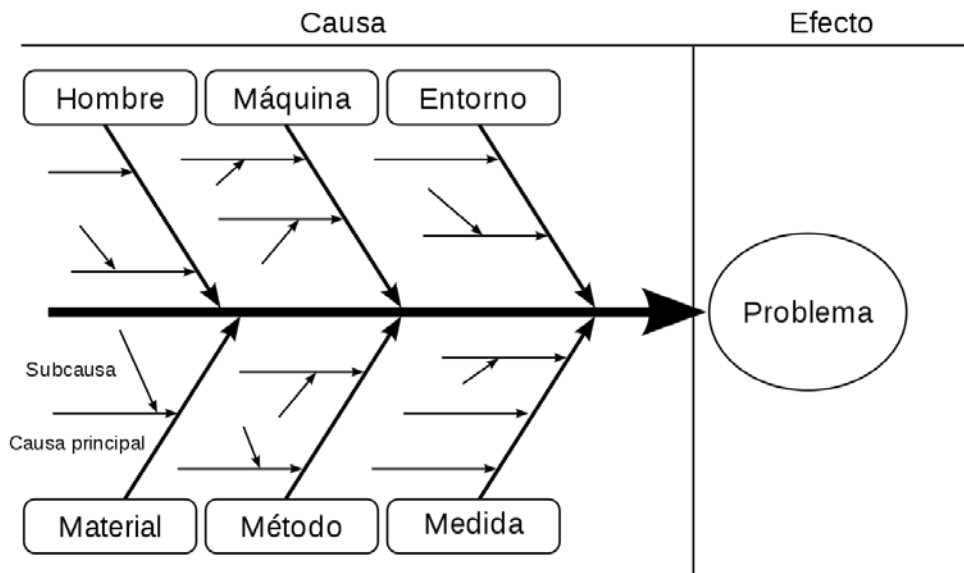 Causa
Efecto
Hombre
Máquina
Entorno
Problema
Subcausa
Causa principal
Material
Método
Medida